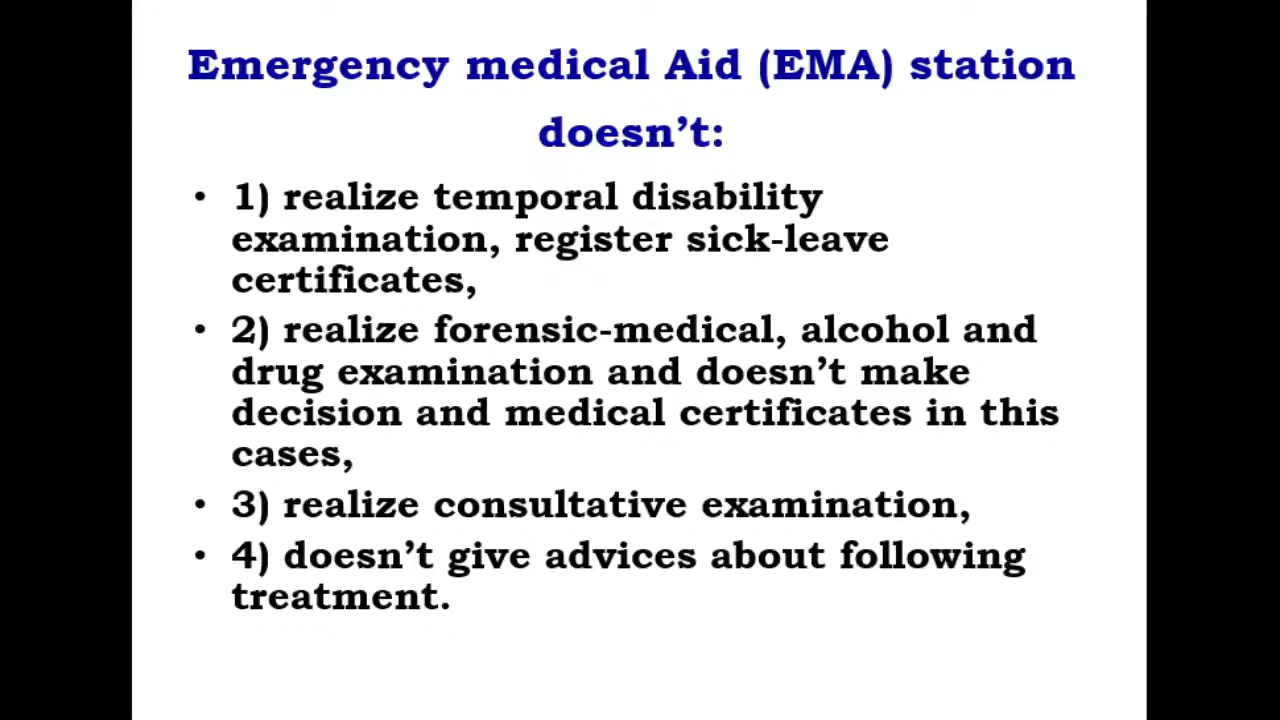 Emergency medical Aid (EMA) station
doesn’t:
• 1) realize temporal disability
examination, register sick-leave
certificates,
• 2) realize forensic-medical, alcohol and
drug examination and doesn’t make
decision and medical certificates in this
cases,
• 3) realize consultative examination,
• 4) doesn’t give advices about following
treatment.